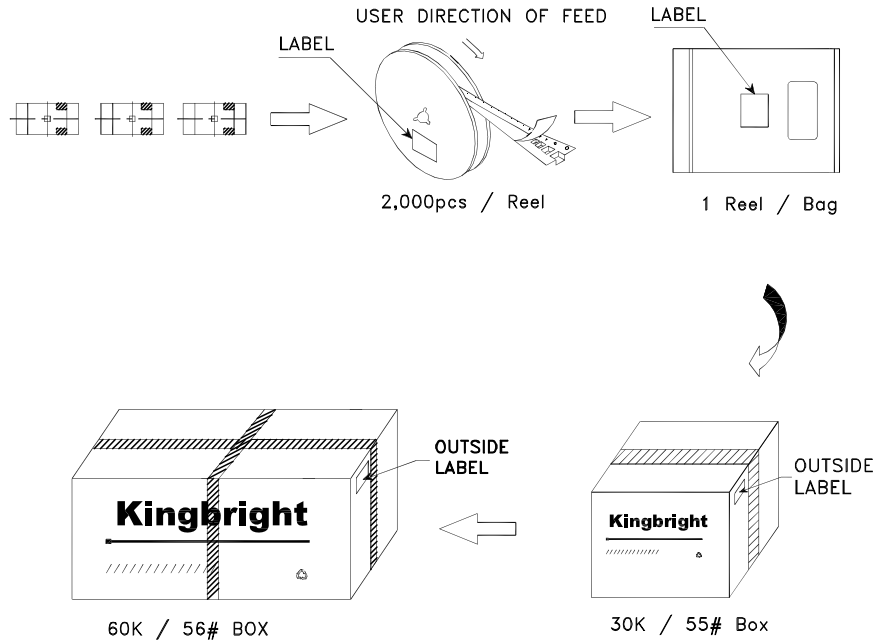 USER DIRECTION OF FEED
LABEL
LABEL
2,000pcs / Reel
1 Reel / Bag
OUTSIDE
LABEL
Kingbright
60K / 56# BOX
OUTSIDE
LABEL
Kingbright
30K / 55# Box